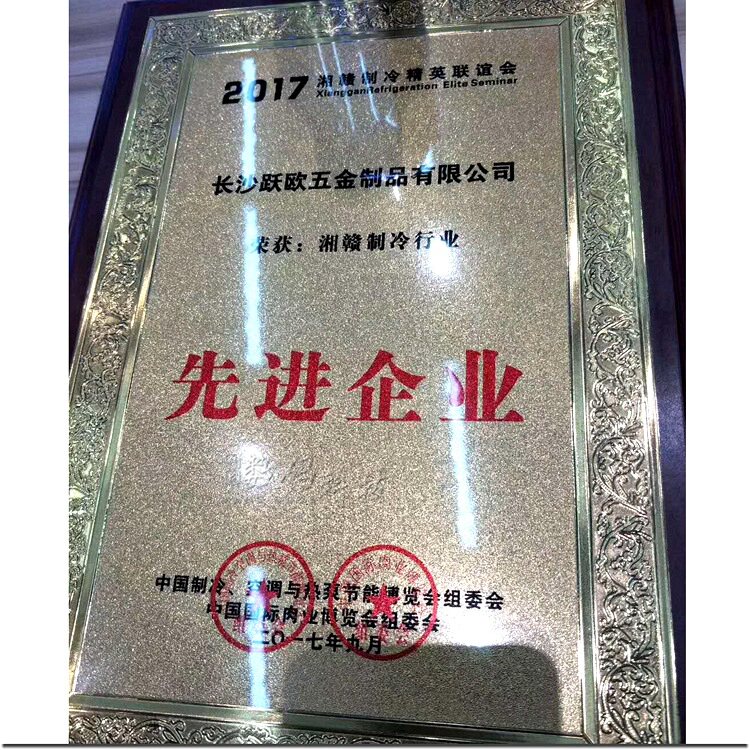 2017 湘赣制冷精英联谊会
XiangganRefrigeration Elite Seminar
长沙跃欧五金制品有限公司
荣获：湘赣制冷行业
先进企业
中国制冷、空调与热泵节能博览会组委会
中国国际肉业博览会组委会
二〇一七年九月